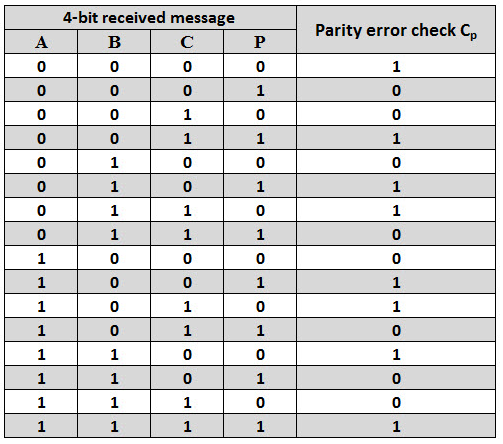 4-bit received message Parity error check Cp
A B C P
0 0 0 0 1
0 0 0 1 0
0 0 1 0 0
0 0 1 1 1
0 1 0 0 0
0 1 0 1 1
0 1 1 0 1
0 1 1 1 0
1 0 0 0 0
1 0 0 1 1
1 0 1 0 1
1 0 1 1 0
1 1 0 0 1
1 1 0 1 0
1 1 1 0 0
1 1 1 1 1